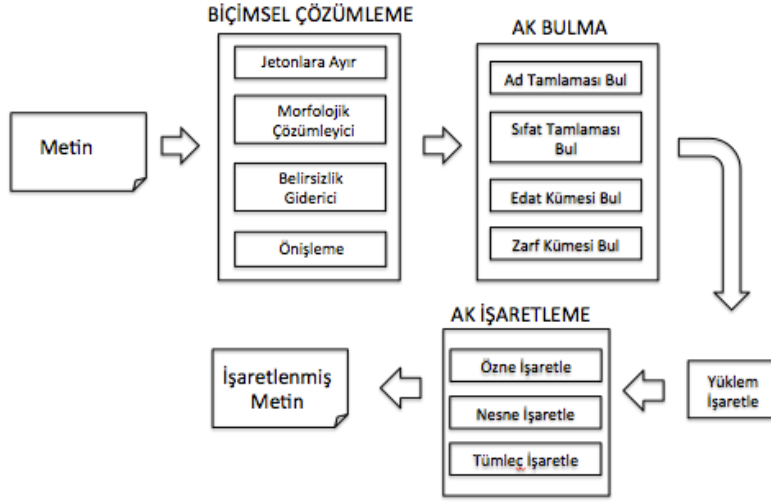 BİÇİMSEL ÇÖZÜMLEME
Jetonlara Ayır
Morfolojik
Çözümleyici
Belirsizlik
Giderici
Önişleme
Metin
AK BULMA
Ad Tamlaması Bul
Sıfat Tamlaması
Bul
Edat Kümesi Bul
Zarf Kümesi Bul
Yüklem
İşaretle
AK İŞARETLEME
Özne İşaretle
Nesne İşaretle
Tümleç İşaretle
İşaretlenmiş
Metin